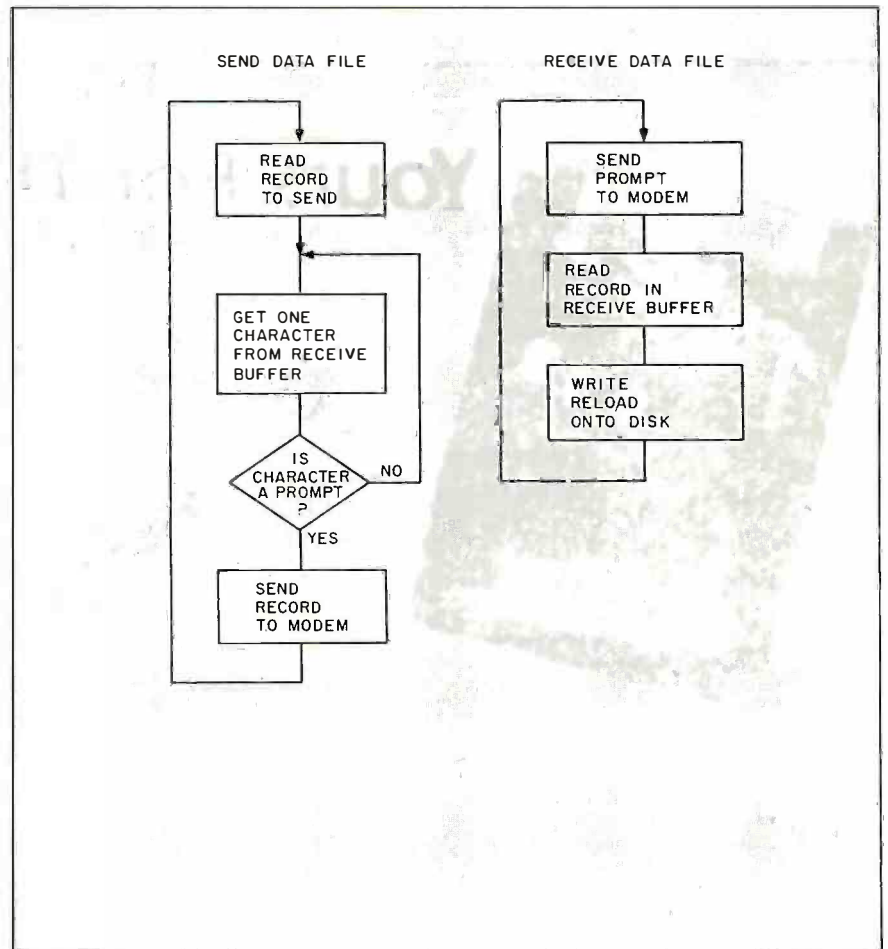 SEND DATA FILE
READ
RECORD
TO SEND
GET ONE
CHARACTER
FROM RECEIVE
BUFFER
IS
CHARACTER
A PROMPT
?
NO
YES
SEND
RECORD
TO MODEM
RECEIVE DATA FILE
SEND
PROMPT
TO MODEM
READ
RECORD IN
RECEIVE BUFFER
WRITE
RELOAD
ONTO DISK